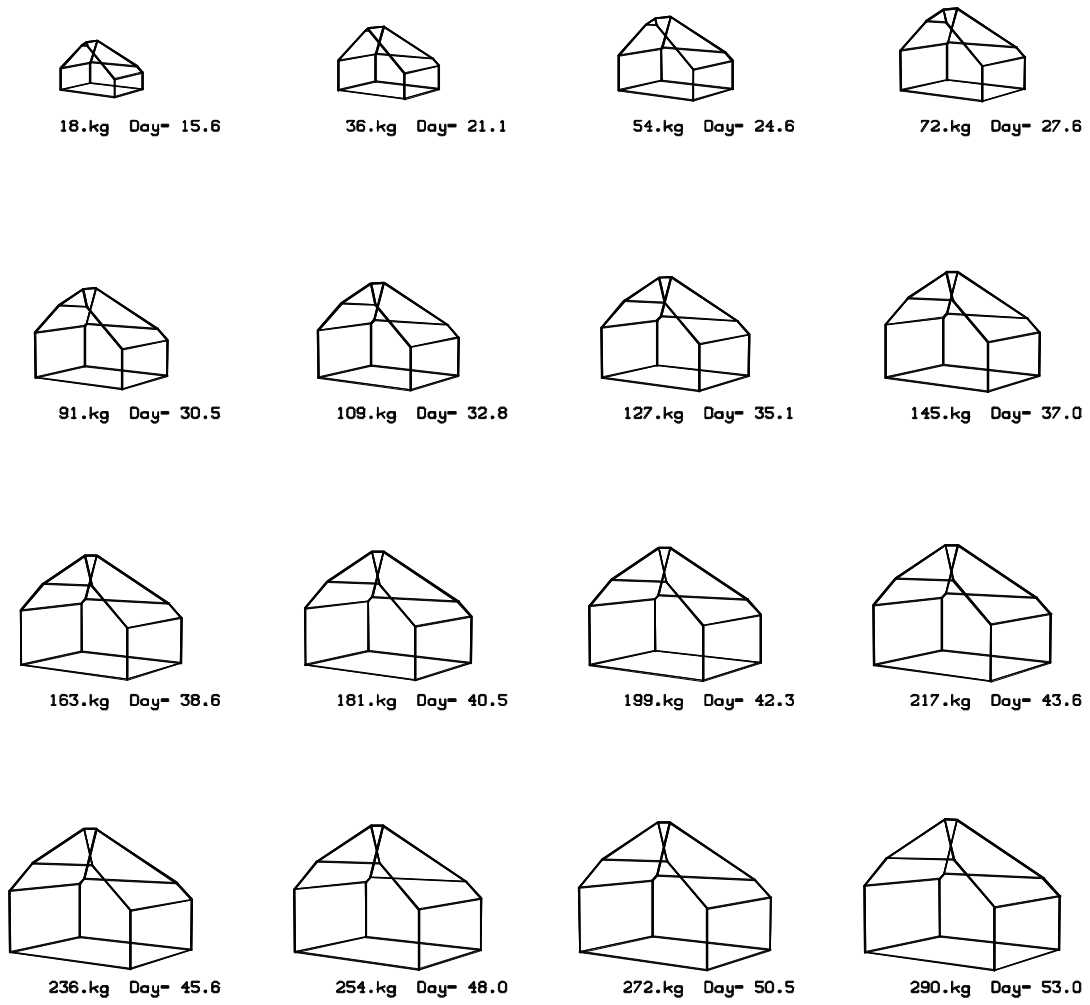 18.kg Day= 15.6 36.kg Day= 21.1 54.kg Day= 24.6 72.kg Day= 27.6
91.kg Day= 30.5 109.kg Day= 32.8 127.kg Day= 35.1 145.kg Day= 37.0
163.kg Day= 38.6 181.kg Day= 40.5 199.kg Day= 42.3 217.kg Day= 43.6
236.kg Day= 45.6 254.kg Day= 48.0 272.kg Day= 50.5 290.kg Day= 53.0